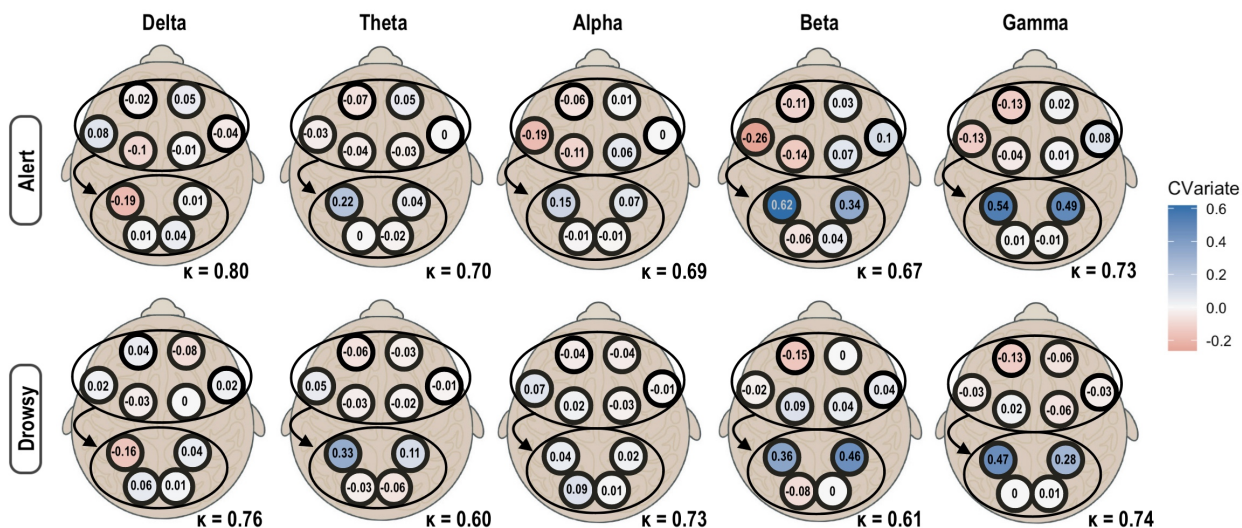 Delta Theta Alpha Beta Gamma
Alert
-0.02 0.05 -0.07 0.05 -0.06 0.01 -0.11 0.03 -0.13 0.02
0.08 -0.04 -0.03 0 -0.19 0 -0.26 0.1 -0.13 0.08
-0.1 -0.01 -0.04 -0.03 -0.11 0.06 -0.14 0.07 -0.04 0.01
-0.19 0.01 0.22 0.04 0.15 0.07 0.62 0.34 0.54 0.49
0.01 0.04 0 -0.02 -0.01 -0.01 -0.06 0.04 0.01 -0.01
κ = 0.80 κ = 0.70 κ = 0.69 κ = 0.67 κ = 0.73
CVariate
0.6
0.4
0.2
0.0
-0.2
Drowsy
0.04 -0.08 -0.06 -0.03 -0.04 -0.04 -0.15 0 -0.13 -0.06
0.02 0.02 0.05 -0.01 0.07 -0.01 -0.02 0.04 -0.03 -0.03
-0.03 0 -0.03 -0.02 0.02 -0.03 0.09 0.04 0.02 -0.06
-0.16 0.04 0.33 0.11 0.04 0.02 0.36 0.46 0.47 0.28
0.06 0.01 -0.03 -0.06 0.09 0.01 -0.08 0 0 0.01
κ = 0.76 κ = 0.60 κ = 0.73 κ = 0.61 κ = 0.74